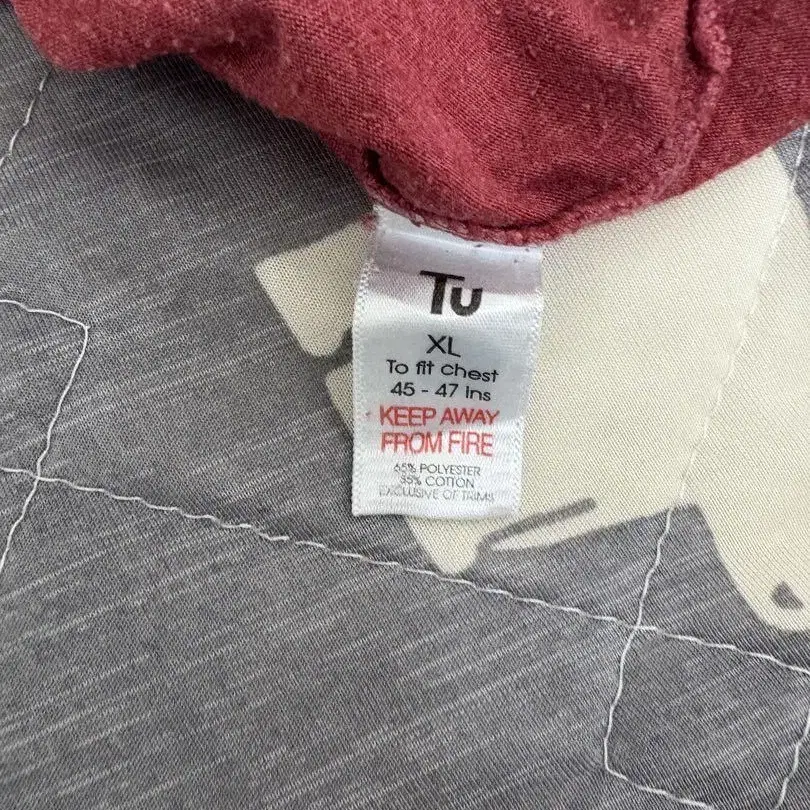 Tu
XL
To fit chest
45 - 47 Ins
KEEP AWAY
FROM FIRE
65% POLYESTER
35% COTTON
EXCLUSIVE OF TRIMS